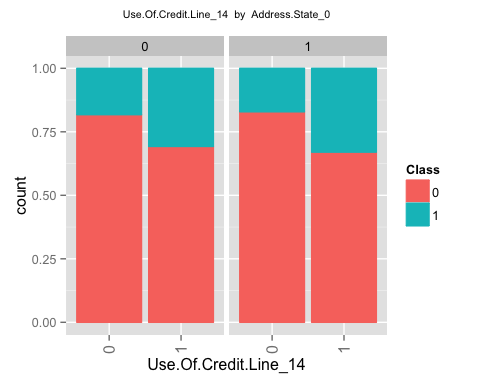 Use.Of.Credit.Line_14 by Address.State_0
0 1
1.00
0.75
0.50
0.25
0.00
count
0 1 0 1
Use.Of.Credit.Line_14
Class
0
1